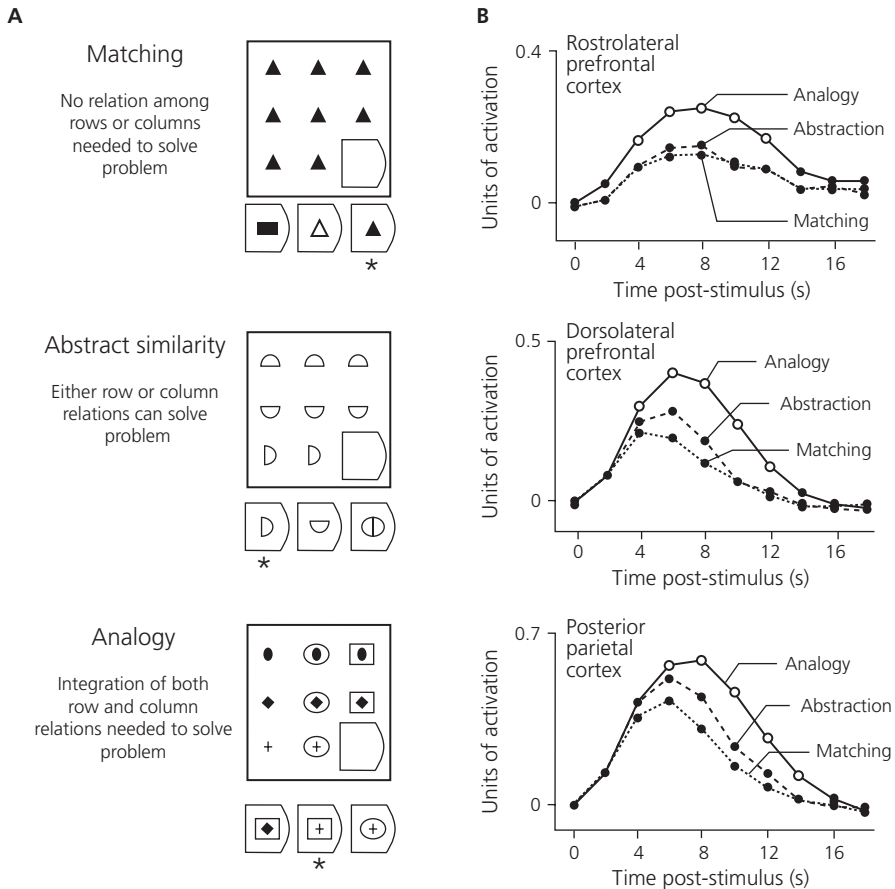 A
Matching
No relation among
rows or columns
needed to solve
problem
*
Abstract similarity
Either row or column
relations can solve
problem
*
Analogy
Integration of both
row and column
relations needed to solve
problem
*
B
Rostrolateral
prefrontal
cortex
0.4
0
Units of activation
Analogy
Abstraction
Matching
0 4 8 12 16
Time post-stimulus (s)
Dorsolateral
prefrontal
cortex
0.5
0
Units of activation
Analogy
Abstraction
Matching
0 4 8 12 16
Time post-stimulus (s)
Posterior
parietal
cortex
0.7
0
Units of activation
Analogy
Abstraction
Matching
0 4 8 12 16
Time post-stimulus (s)